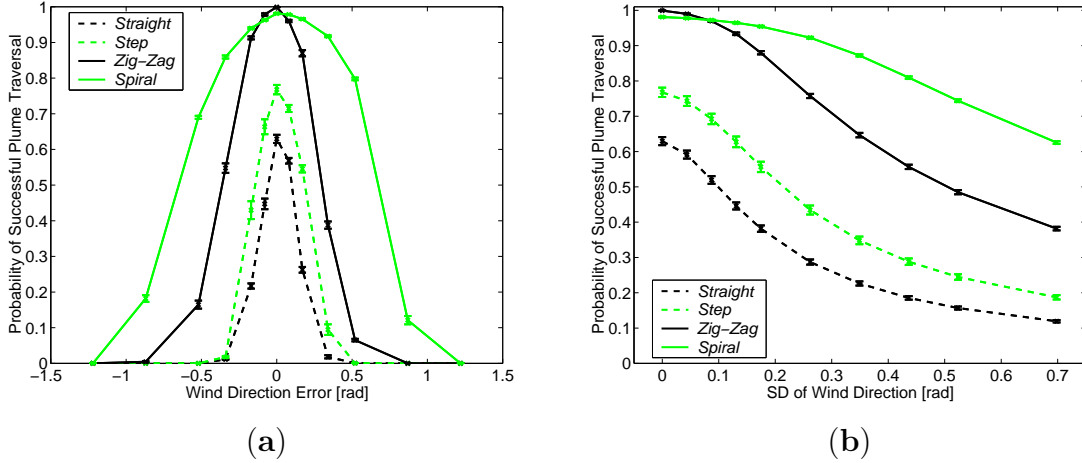 Probability of Successful Plume Traversal
1
0.9
0.8
0.7
0.6
0.5
0.4
0.3
0.2
0.1
0
Straight
Step
Zig−Zag
Spiral
−1.5 −1 −0.5 0 0.5 1 1.5
Wind Direction Error [rad]
(a)
Probability of Successful Plume Traversal
1
0.9
0.8
0.7
0.6
0.5
0.4
0.3
0.2
0.1
0
Straight
Step
Zig−Zag
Spiral
0 0.1 0.2 0.3 0.4 0.5 0.6 0.7
SD of Wind Direction [rad]
(b)